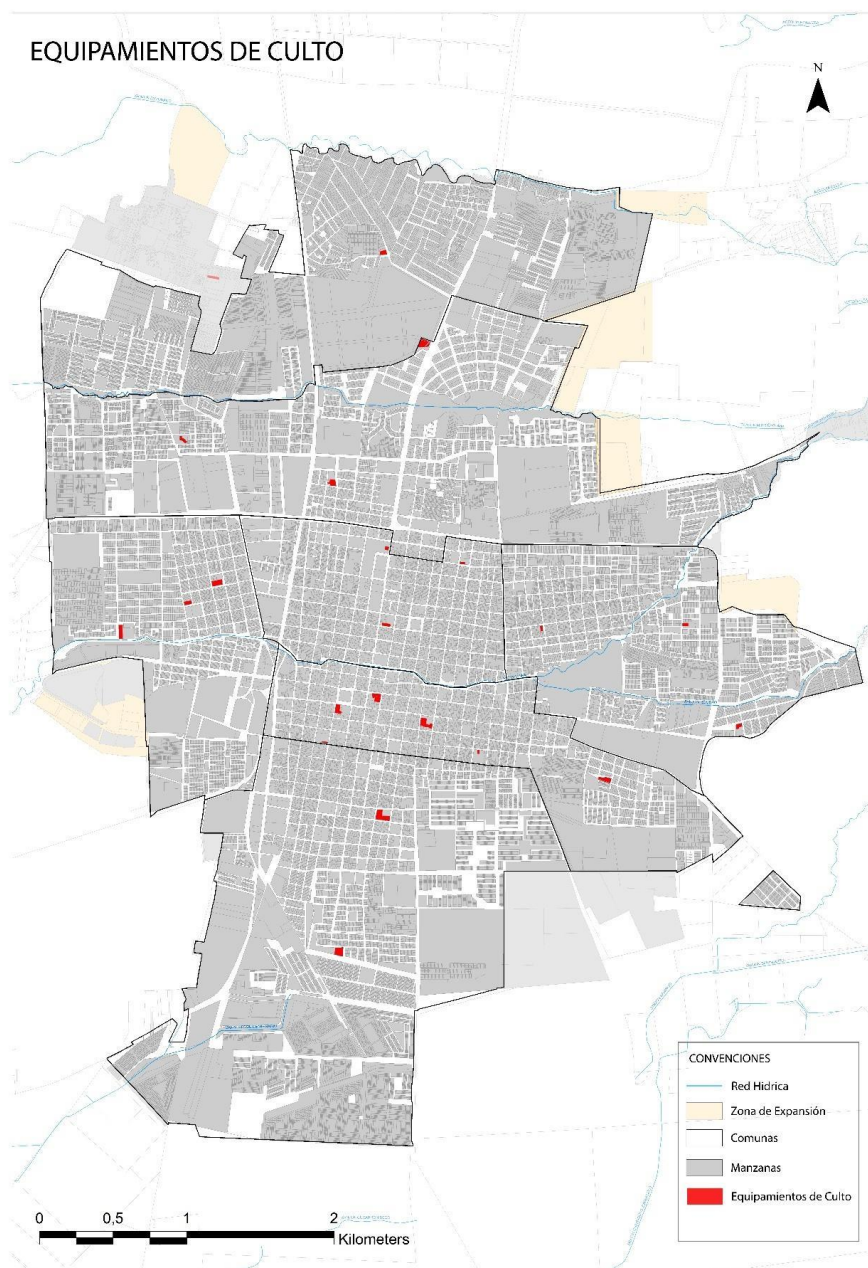 EQUIPAMIENTOS DE CULTO
N
CONVENCIONES
Red Hidrica
Zona de Expansión
Comunas
Manzanas
Equipamientos de Culto
0 0,5 1 2
Kilometers